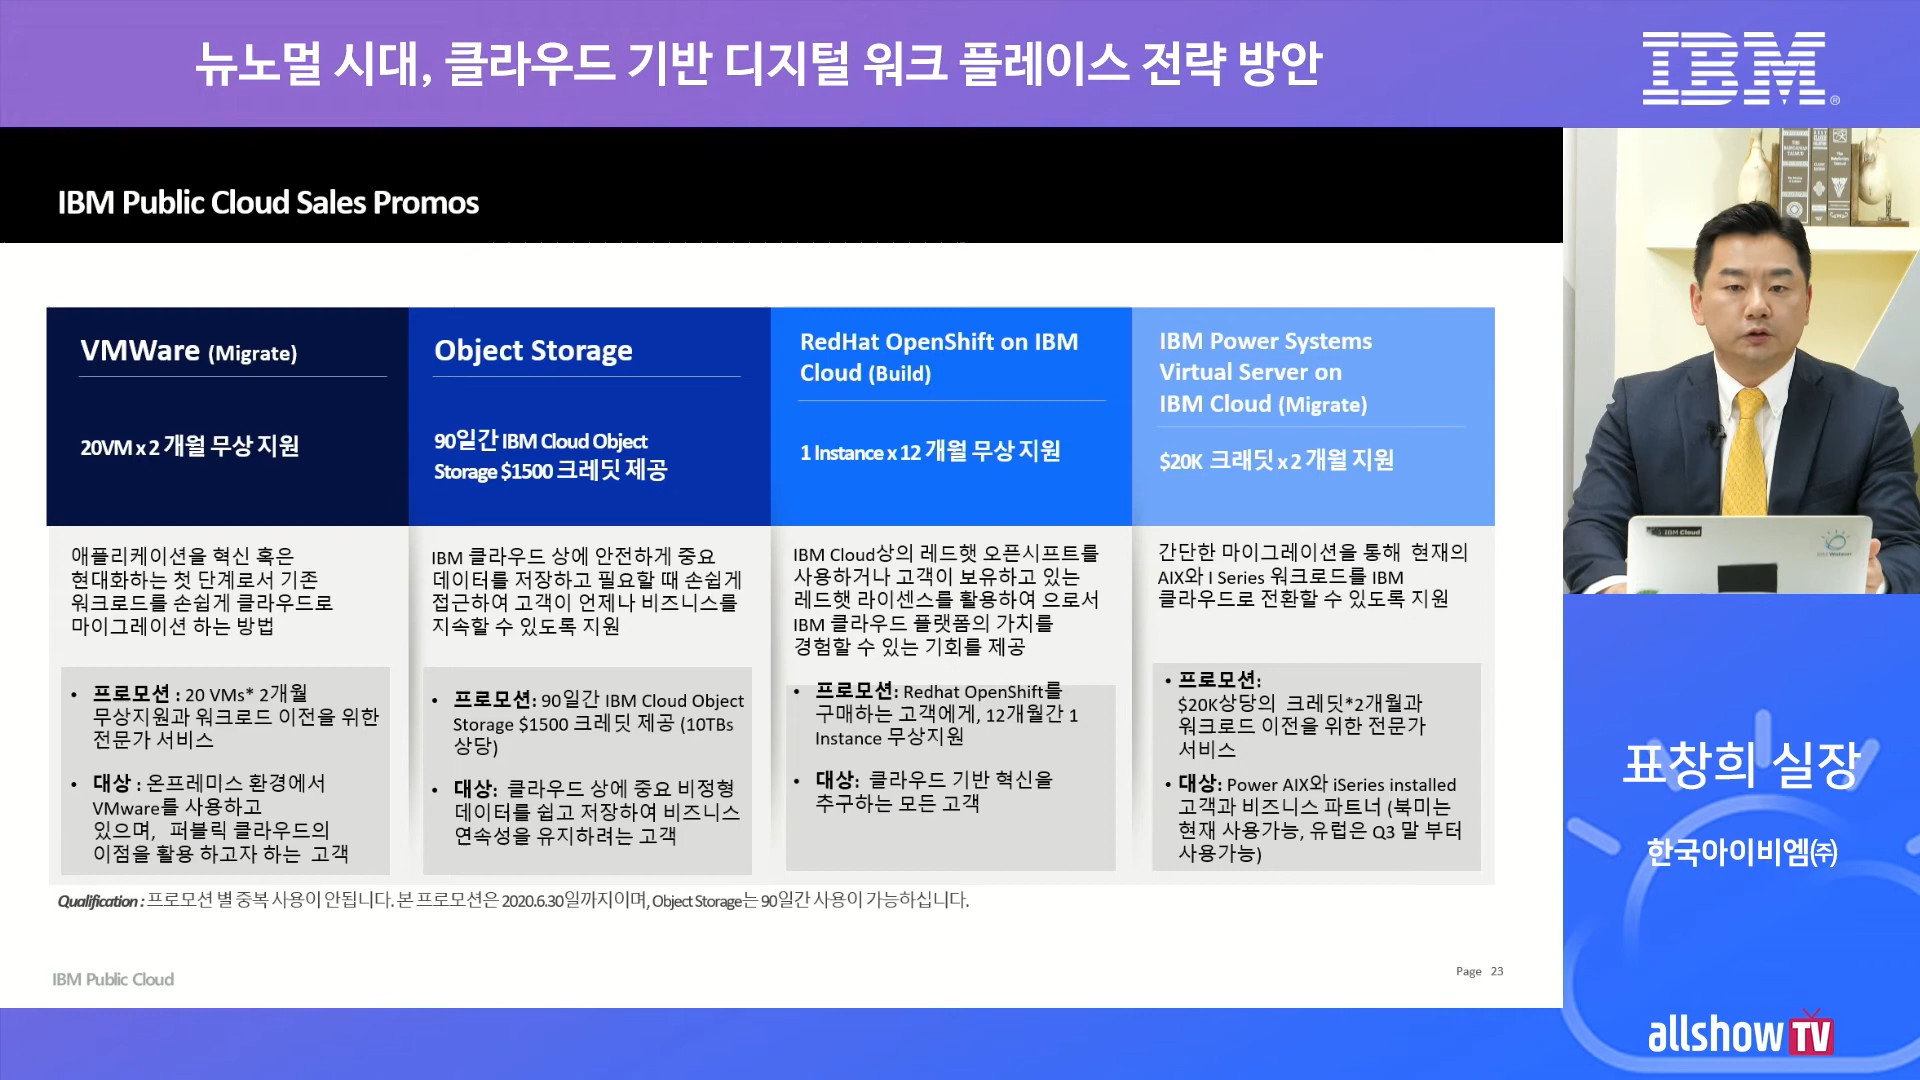 뉴노멀 시대, 클라우드 기반 디지털 워크 플레이스 전략 방안
IBM®
IBM Public Cloud Sales Promos
VMWare (Migrate)
20VM x 2 개월 무상 지원
애플리케이션을 혁신 혹은
현대화하는 첫 단계로서 기존
워크로드를 손쉽게 클라우드로
마이그레이션 하는 방법
• 프로모션 : 20 VMs* 2개월
무상지원과 워크로드 이전을 위한
전문가 서비스
• 대상 : 온프레미스 환경에서
VMware를 사용하고
있으며, 퍼블릭 클라우드의
이점을 활용 하고자 하는 고객
Object Storage
90일간 IBM Cloud Object
Storage $1500 크레딧 제공
IBM 클라우드 상에 안전하게 중요
데이터를 저장하고 필요할 때 손쉽게
접근하여 고객이 언제나 비즈니스를
지속할 수 있도록 지원
• 프로모션: 90일간 IBM Cloud Object
Storage $1500 크레딧 제공 (10TBs
상당)
• 대상: 클라우드 상에 중요 비정형
데이터를 쉽고 저장하여 비즈니스
연속성을 유지하려는 고객
RedHat OpenShift on IBM
Cloud (Build)
1 Instance x 12 개월 무상 지원
IBM Cloud상의 레드햇 오픈시프트를
사용하거나 고객이 보유하고 있는
레드햇 라이센스를 활용하여 으로서
IBM 클라우드 플랫폼의 가치를
경험할 수 있는 기회를 제공
• 프로모션: Redhat OpenShift를
구매하는 고객에게, 12개월간 1
Instance 무상지원
• 대상: 클라우드 기반 혁신을
추구하는 모든 고객
IBM Power Systems
Virtual Server on
IBM Cloud (Migrate)
$20K 크래딧 x 2 개월 지원
간단한 마이그레이션을 통해 현재의
AIX와 I Series 워크로드를 IBM
클라우드로 전환할 수 있도록 지원
• 프로모션:
$20K상당의 크레딧*2개월과
워크로드 이전을 위한 전문가
서비스
• 대상: Power AIX와 iSeries installed
고객과 비즈니스 파트너 (북미는
현재 사용가능, 유럽은 Q3 말 부터
사용가능)
Qualification : 프로모션 별 중복 사용이 안됩니다. 본 프로모션은 2020.6.30일까지이며, Object Storage는 90일간 사용이 가능하십니다.
IBM Public Cloud
Page 23
IBM Cloud
표창희 실장
한국아이비엠㈜
allshow TV